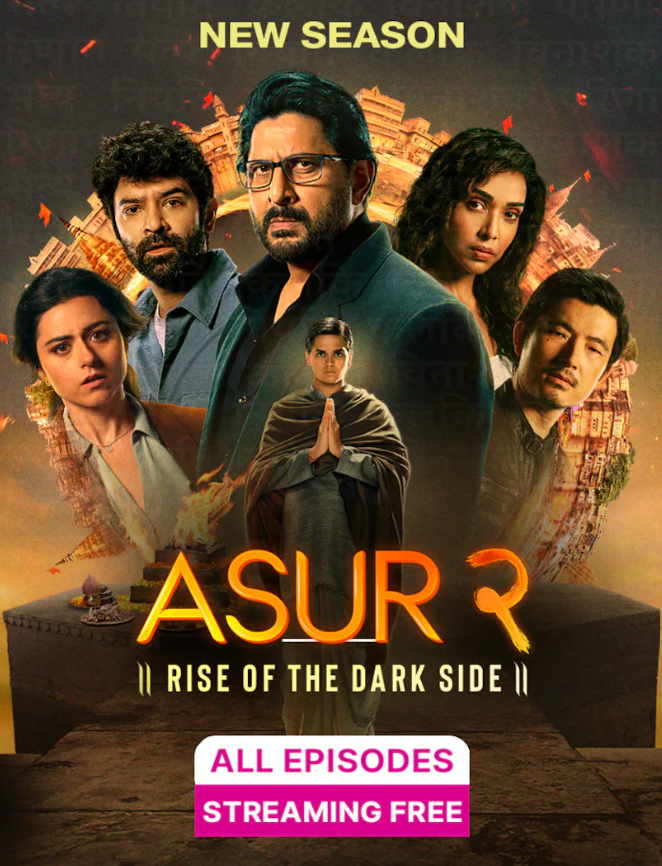 NEW SEASON
ASUR २
|| RISE OF THE DARK SIDE ||
ALL EPISODES
STREAMING FREE